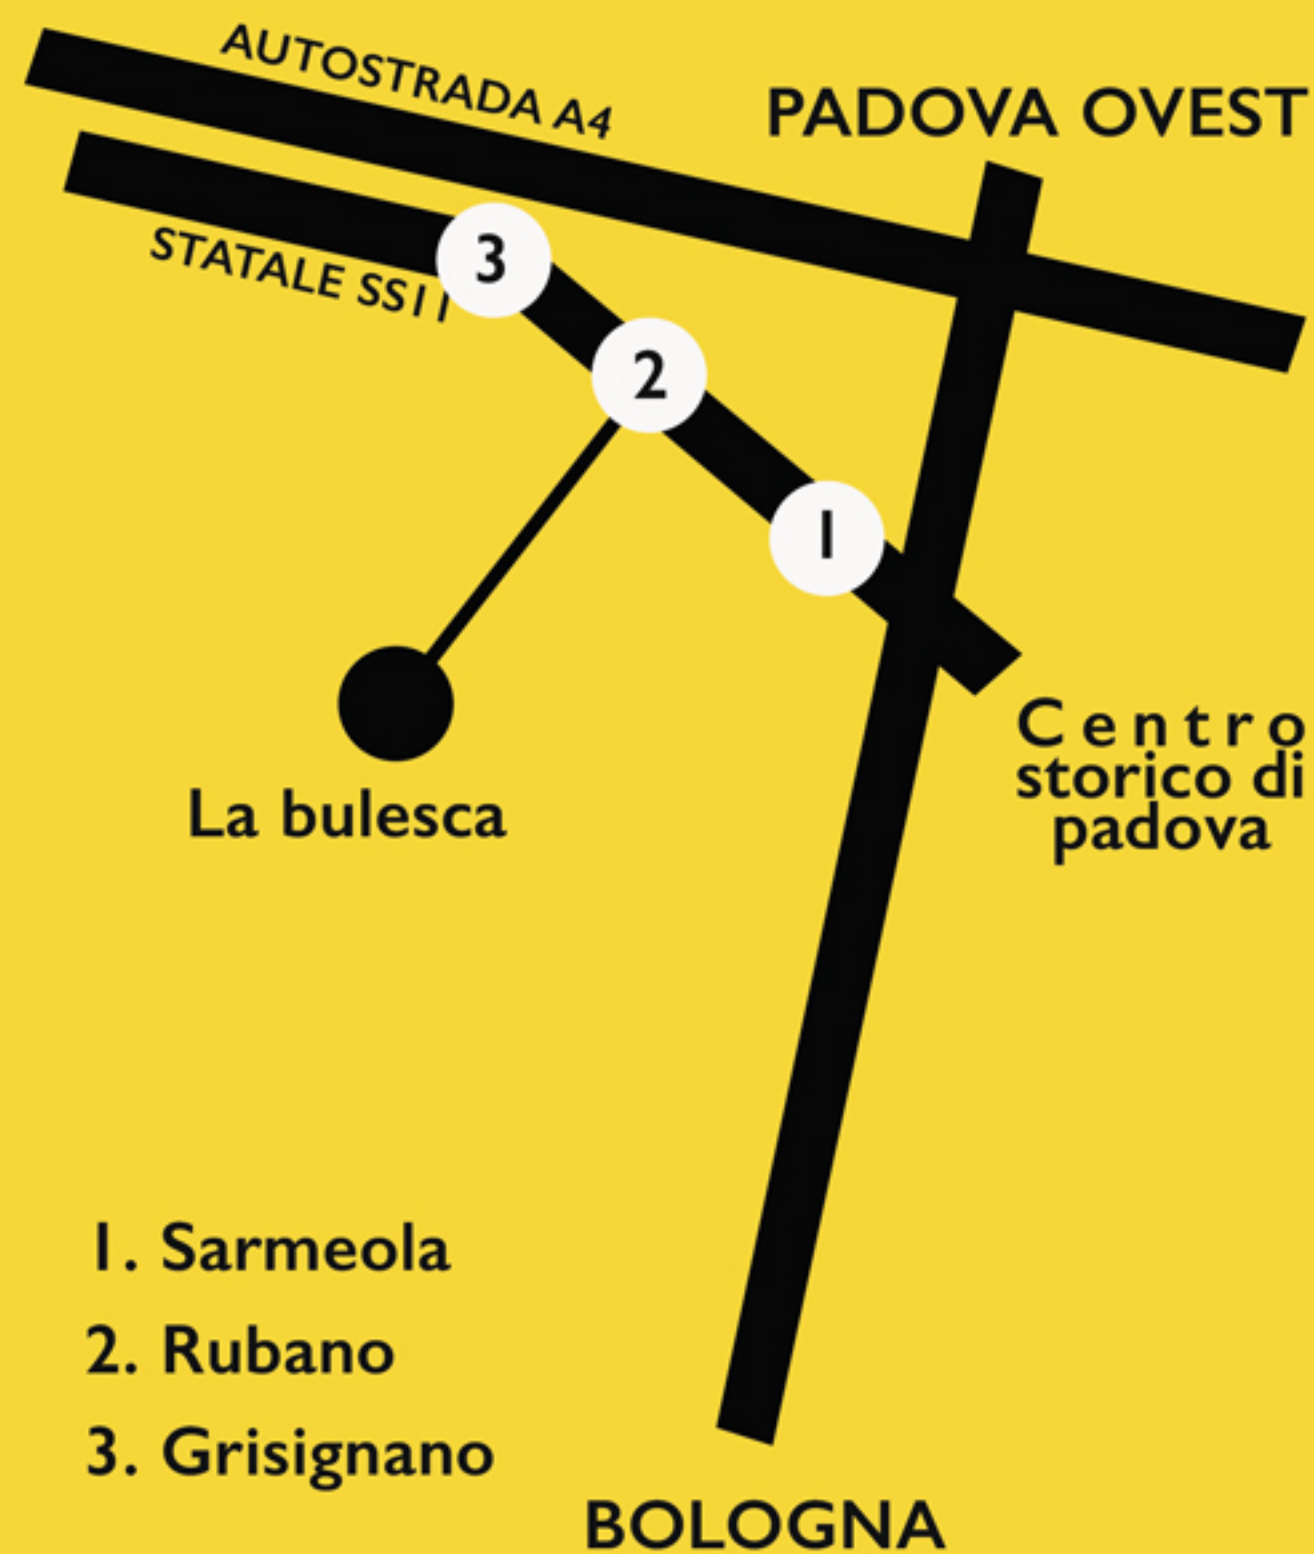 AUTOSTRADA A4
PADOVA OVEST
STATALE SS11
3
2
1
Centro
storico di
padova
La bulesca
1. Sarmeola
2. Rubano
3. Grisignano
BOLOGNA